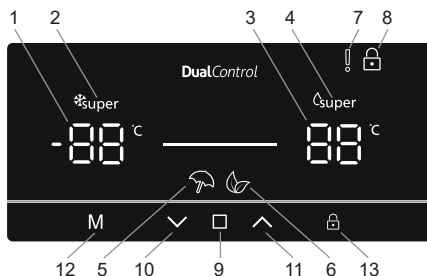 1 2 3 4 7 8
DualControl
super super
-88 °C 88 °C
M
12 5 10 9 11 6 13